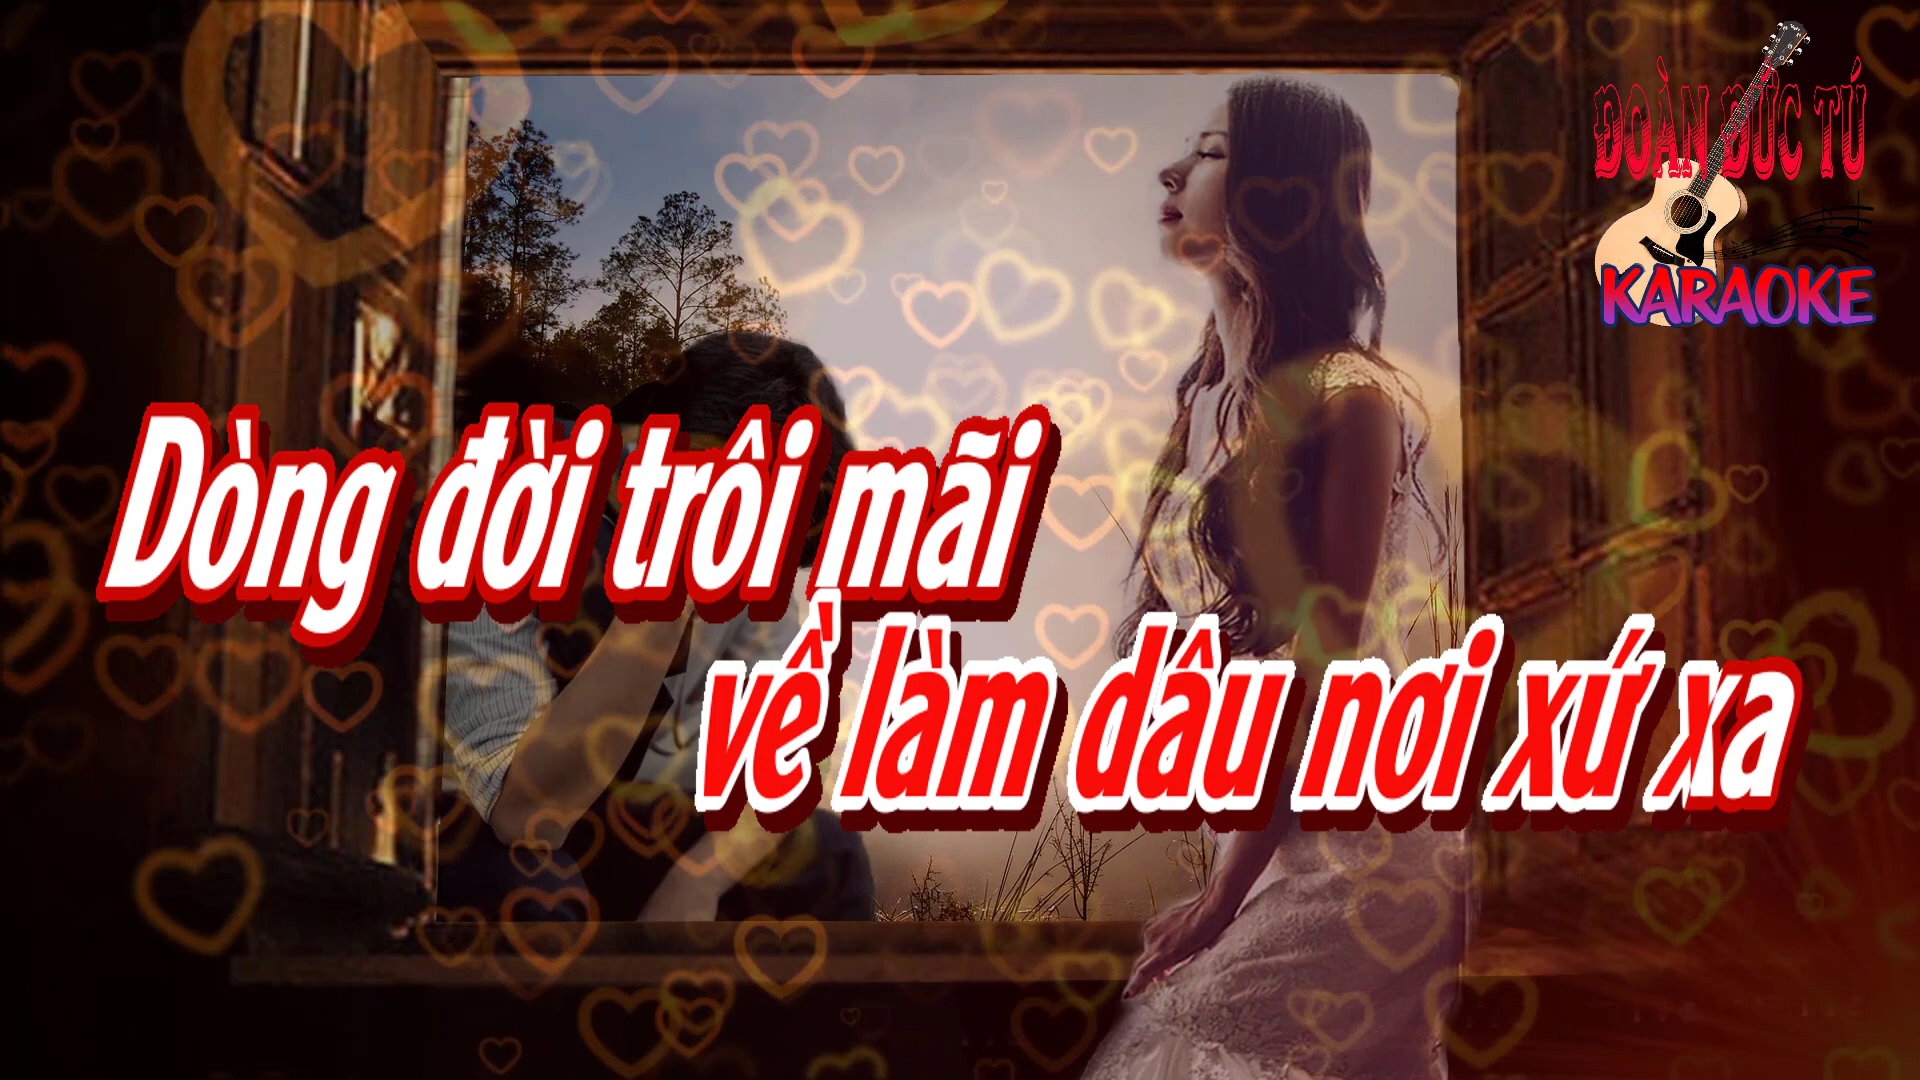 ĐOÀN ĐỨC TÚ
KARAOKE
Dòng đời trôi mãi
về làm dâu nơi xứ xa